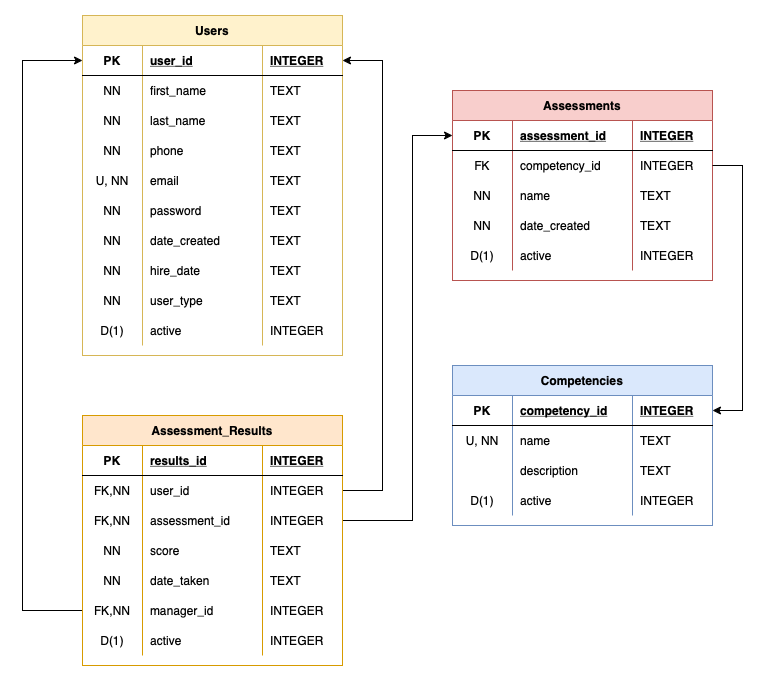 Users
PK user_id INTEGER
NN first_name TEXT
NN last_name TEXT
NN phone TEXT
U, NN email TEXT
NN password TEXT
NN date_created TEXT
NN hire_date TEXT
NN user_type TEXT
D(1) active INTEGER
Assessments
PK assessment_id INTEGER
FK competency_id INTEGER
NN name TEXT
NN date_created TEXT
D(1) active INTEGER
Assessment_Results
PK results_id INTEGER
FK,NN user_id INTEGER
FK,NN assessment_id INTEGER
NN score TEXT
NN date_taken TEXT
FK,NN manager_id INTEGER
D(1) active INTEGER
Competencies
PK competency_id INTEGER
U, NN name TEXT
description TEXT
D(1) active INTEGER